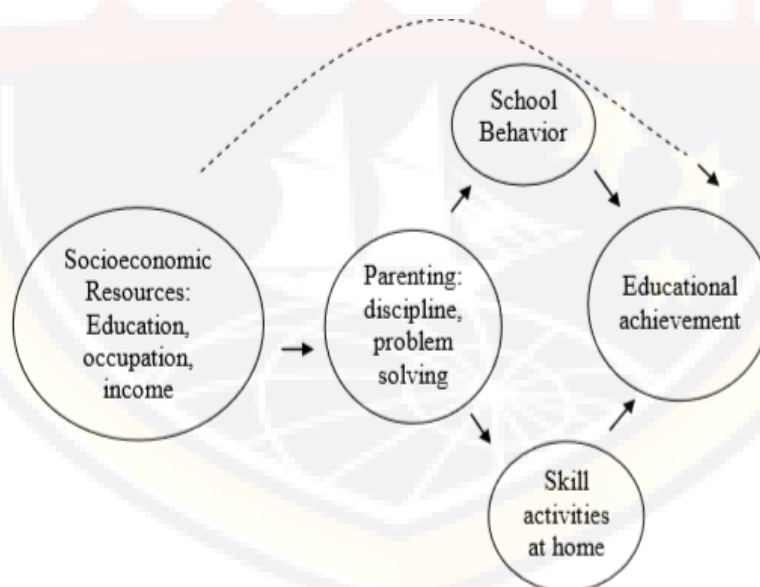 School
Behavior
Socioeconomic
Resources:
Education,
occupation,
income
Parenting:
discipline,
problem
solving
Educational
achievement
Skill
activities
at home